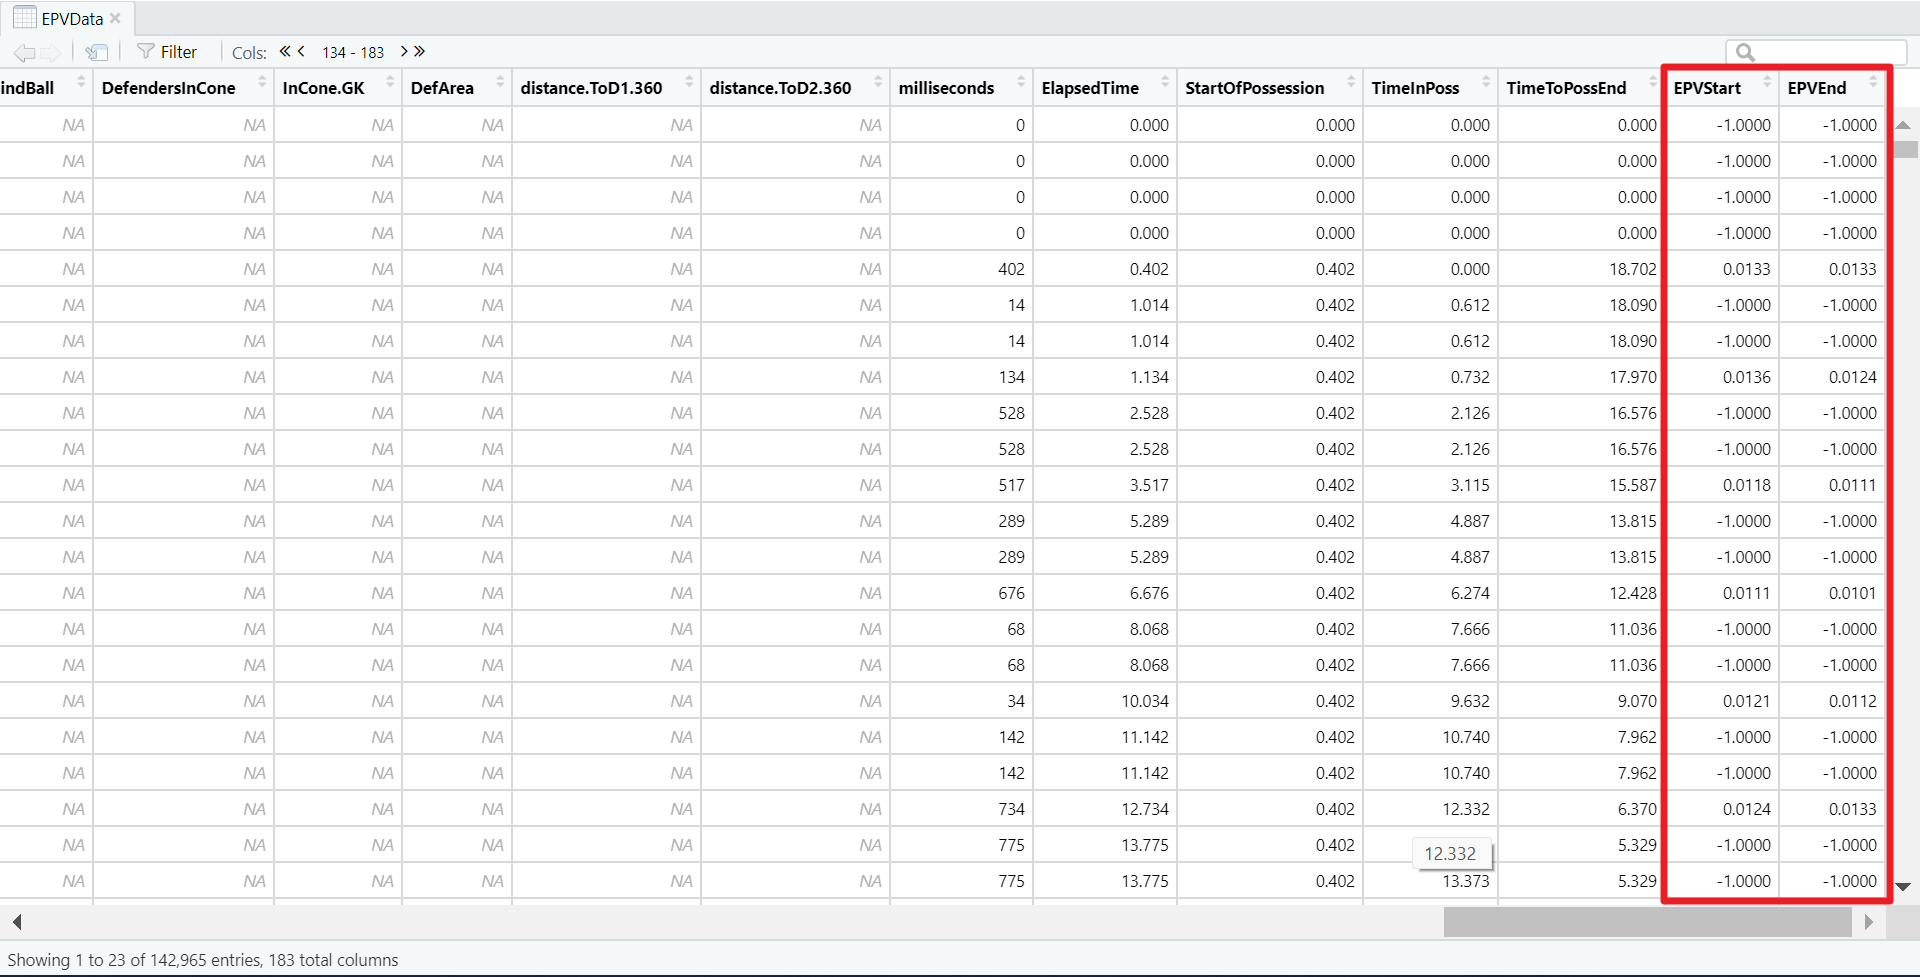 EPVData
Filter Cols: 134 - 183
indBall DefendersInCone InCone.GK DefArea distance.ToD1.360 distance.ToD2.360 milliseconds ElapsedTime StartOfPossession TimeInPoss TimeToPossEnd EPVStart EPVEnd
NA NA NA NA NA NA 0 0.000 0.000 0.000 0.000 -1.0000 -1.0000
NA NA NA NA NA NA 0 0.000 0.000 0.000 0.000 -1.0000 -1.0000
NA NA NA NA NA NA 0 0.000 0.000 0.000 0.000 -1.0000 -1.0000
NA NA NA NA NA NA 0 0.000 0.000 0.000 0.000 -1.0000 -1.0000
NA NA NA NA NA NA 402 0.402 0.402 0.000 18.702 0.0133 0.0133
NA NA NA NA NA NA 14 1.014 0.402 0.612 18.090 -1.0000 -1.0000
NA NA NA NA NA NA 14 1.014 0.402 0.612 18.090 -1.0000 -1.0000
NA NA NA NA NA NA 134 1.134 0.402 0.732 17.970 0.0136 0.0124
NA NA NA NA NA NA 528 2.528 0.402 2.126 16.576 -1.0000 -1.0000
NA NA NA NA NA NA 528 2.528 0.402 2.126 16.576 -1.0000 -1.0000
NA NA NA NA NA NA 517 3.517 0.402 3.115 15.587 0.0118 0.0111
NA NA NA NA NA NA 289 5.289 0.402 4.887 13.815 -1.0000 -1.0000
NA NA NA NA NA NA 289 5.289 0.402 4.887 13.815 -1.0000 -1.0000
NA NA NA NA NA NA 676 6.676 0.402 6.274 12.428 0.0111 0.0101
NA NA NA NA NA NA 68 8.068 0.402 7.666 11.036 -1.0000 -1.0000
NA NA NA NA NA NA 68 8.068 0.402 7.666 11.036 -1.0000 -1.0000
NA NA NA NA NA NA 34 10.034 0.402 9.632 9.070 0.0121 0.0112
NA NA NA NA NA NA 142 11.142 0.402 10.740 7.962 -1.0000 -1.0000
NA NA NA NA NA NA 142 11.142 0.402 10.740 7.962 -1.0000 -1.0000
NA NA NA NA NA NA 734 12.734 0.402 12.332 6.370 0.0124 0.0133
NA NA NA NA NA NA 775 13.775 0.402 12.332 5.329 -1.0000 -1.0000
NA NA NA NA NA NA 775 13.775 0.402 13.373 5.329 -1.0000 -1.0000
Showing 1 to 23 of 142,965 entries, 183 total columns